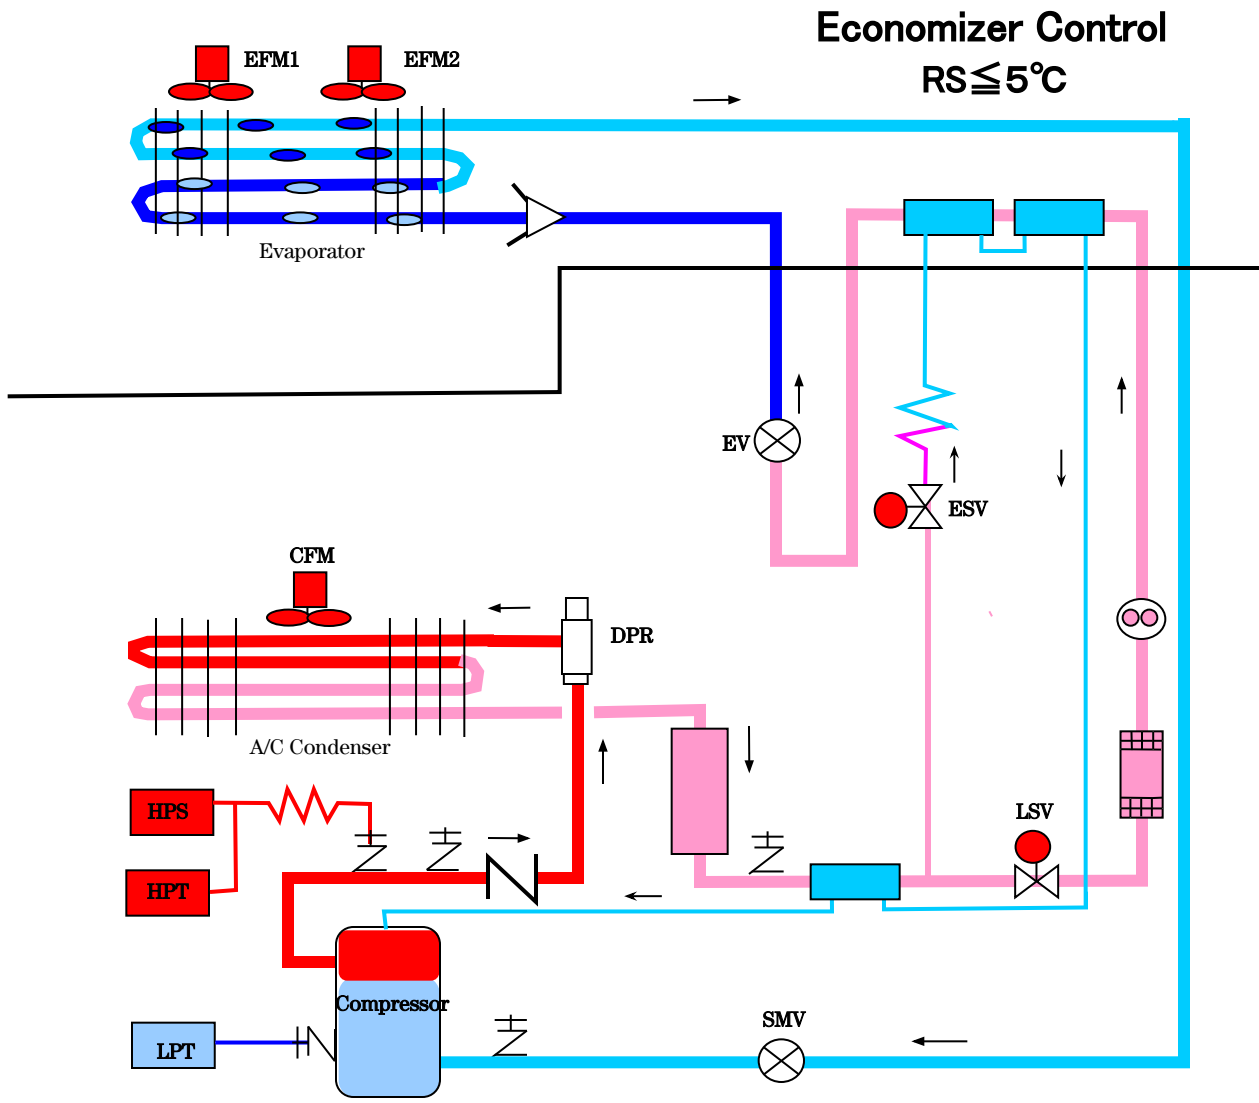 Economizer Control
RS≦5℃
EFM1
EFM2
Evaporator
EV
ESV
CFM
DPR
A/C Condenser
HPS
LSV
HPT
Compressor
SMV
LPT